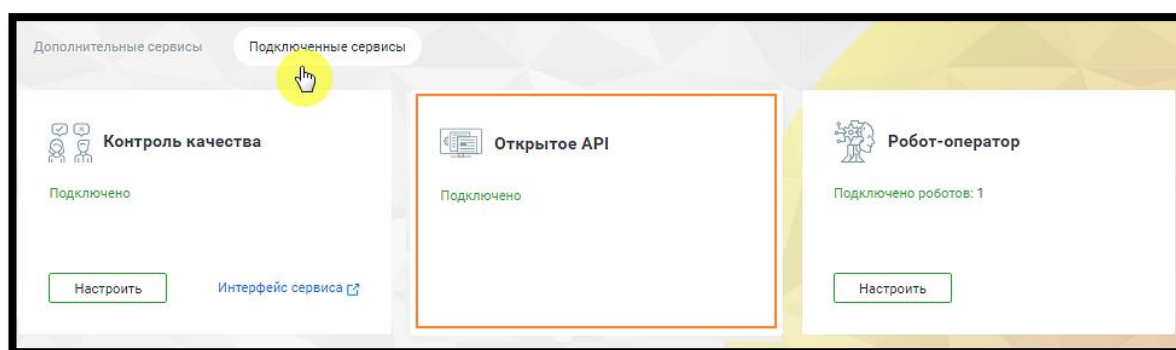 Дополнительные сервисы
Подключенные сервисы
Контроль качества
Подключено
Настроить
Интерфейс сервиса
Открытое API
Подключено
Робот-оператор
Подключено роботов: 1
Настроить